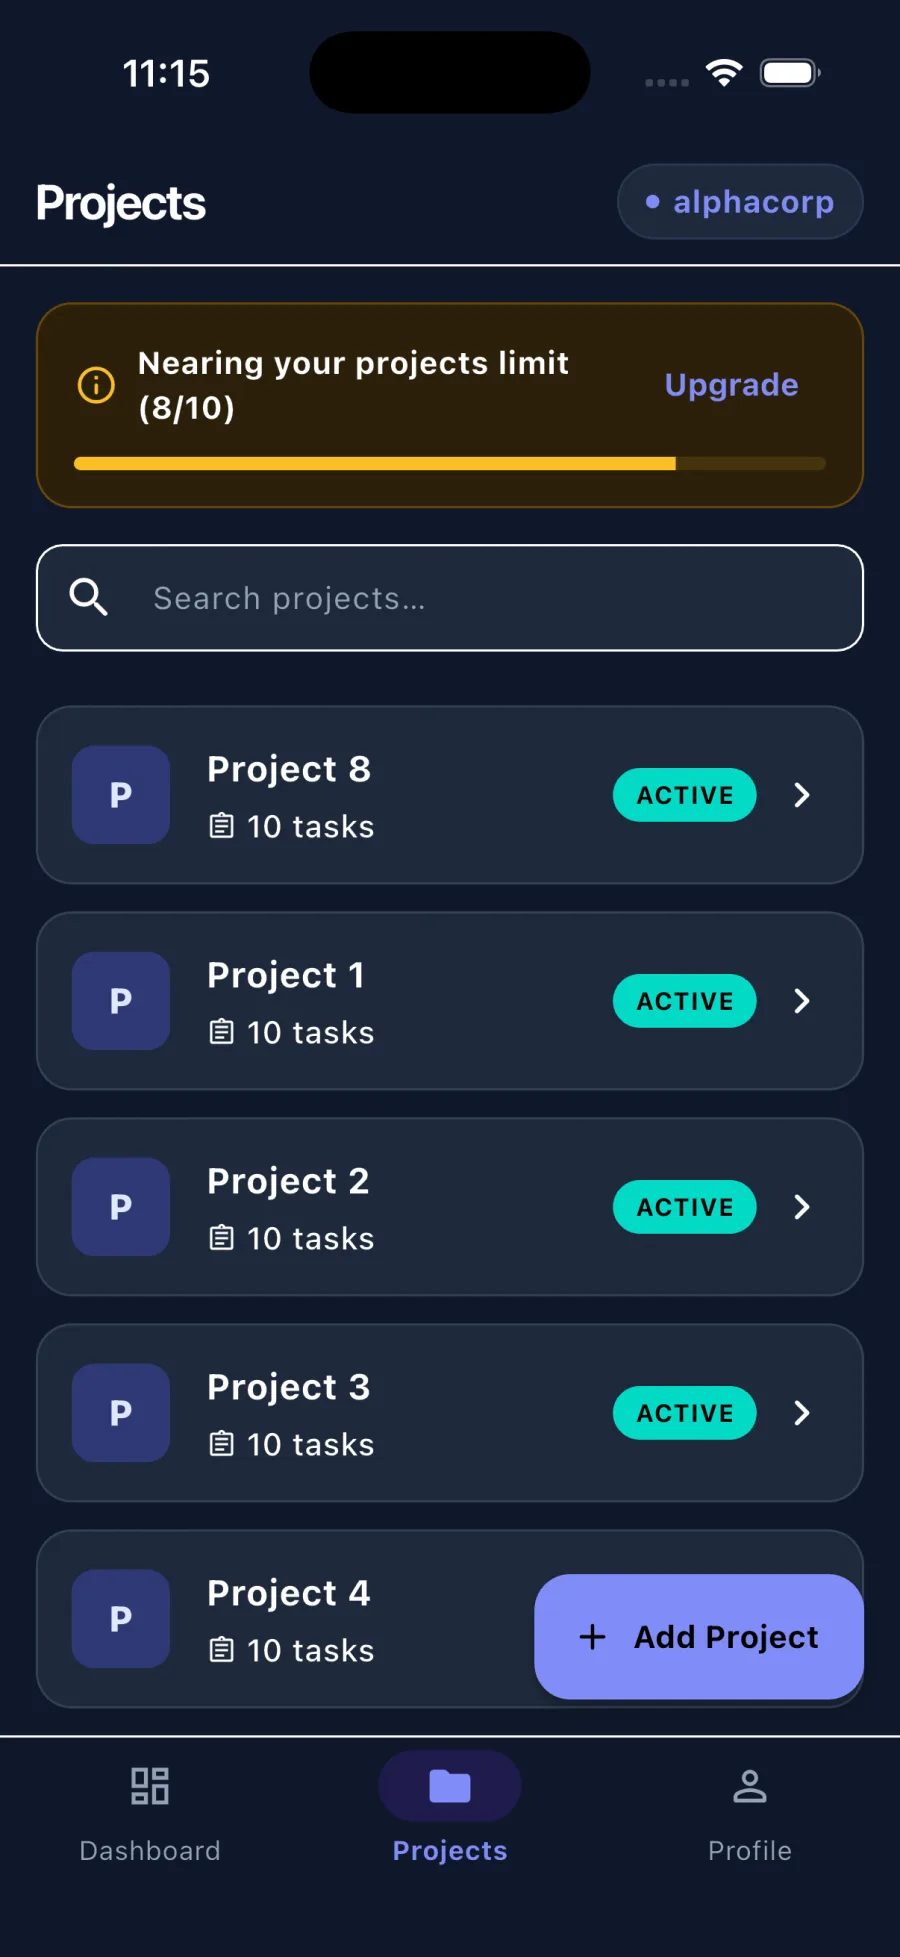 11:15
Projects
alphacorp
Nearing your projects limit
(8/10)
Upgrade
Search projects...
P
Project 8
10 tasks
ACTIVE
P
Project 1
10 tasks
ACTIVE
P
Project 2
10 tasks
ACTIVE
P
Project 3
10 tasks
ACTIVE
P
Project 4
10 tasks
+ Add Project
Dashboard
Projects
Profile